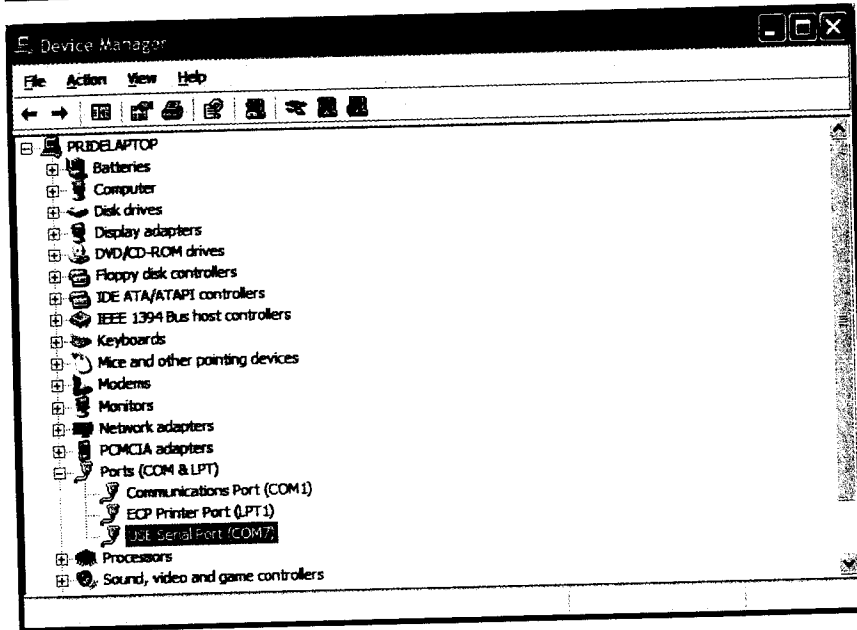 Device Manager
File Action View Help
PRIDELAPTOP
Batteries
Computer
Disk drives
Display adapters
DVD/CD-ROM drives
Floppy disk controllers
IDE ATA/ATAPI controllers
IEEE 1394 Bus host controllers
Keyboards
Mice and other pointing devices
Modems
Monitors
Network adapters
PCMCIA adapters
Ports (COM & LPT)
Communications Port (COM1)
ECP Printer Port (LPT1)
USB Serial Port (COM7)
Processors
Sound, video and game controllers